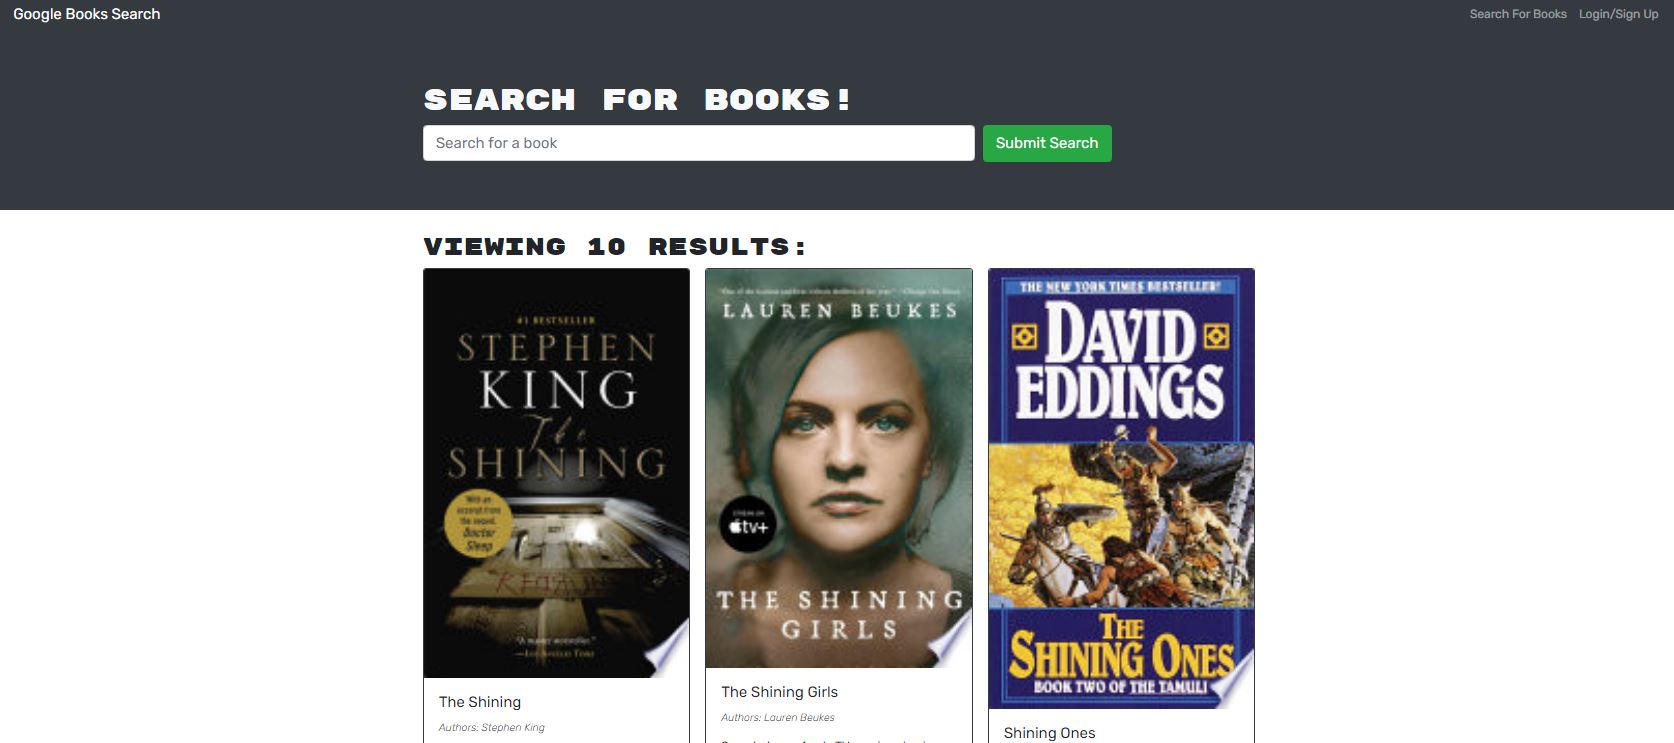 Google Books Search
Search For Books Login/Sign Up
SEARCH FOR BOOKS!
Search for a book
Submit Search
VIEWING 10 RESULTS:
#1 BESTSELLER
STEPHEN
KING
The
SHINING
With an
excerpt from
the sequel,
Doctor
Sleep
"A master storyteller."
—Los Angeles Times
The Shining
Authors: Stephen King
LAUREN BEUKES
tv+
THE SHINING
GIRLS
The Shining Girls
Authors: Lauren Beukes
THE NEW YORK TIMES BESTSELLER!
DAVID
EDDINGS
THE
SHINING ONES
BOOK TWO OF THE TAMULI
Shining Ones